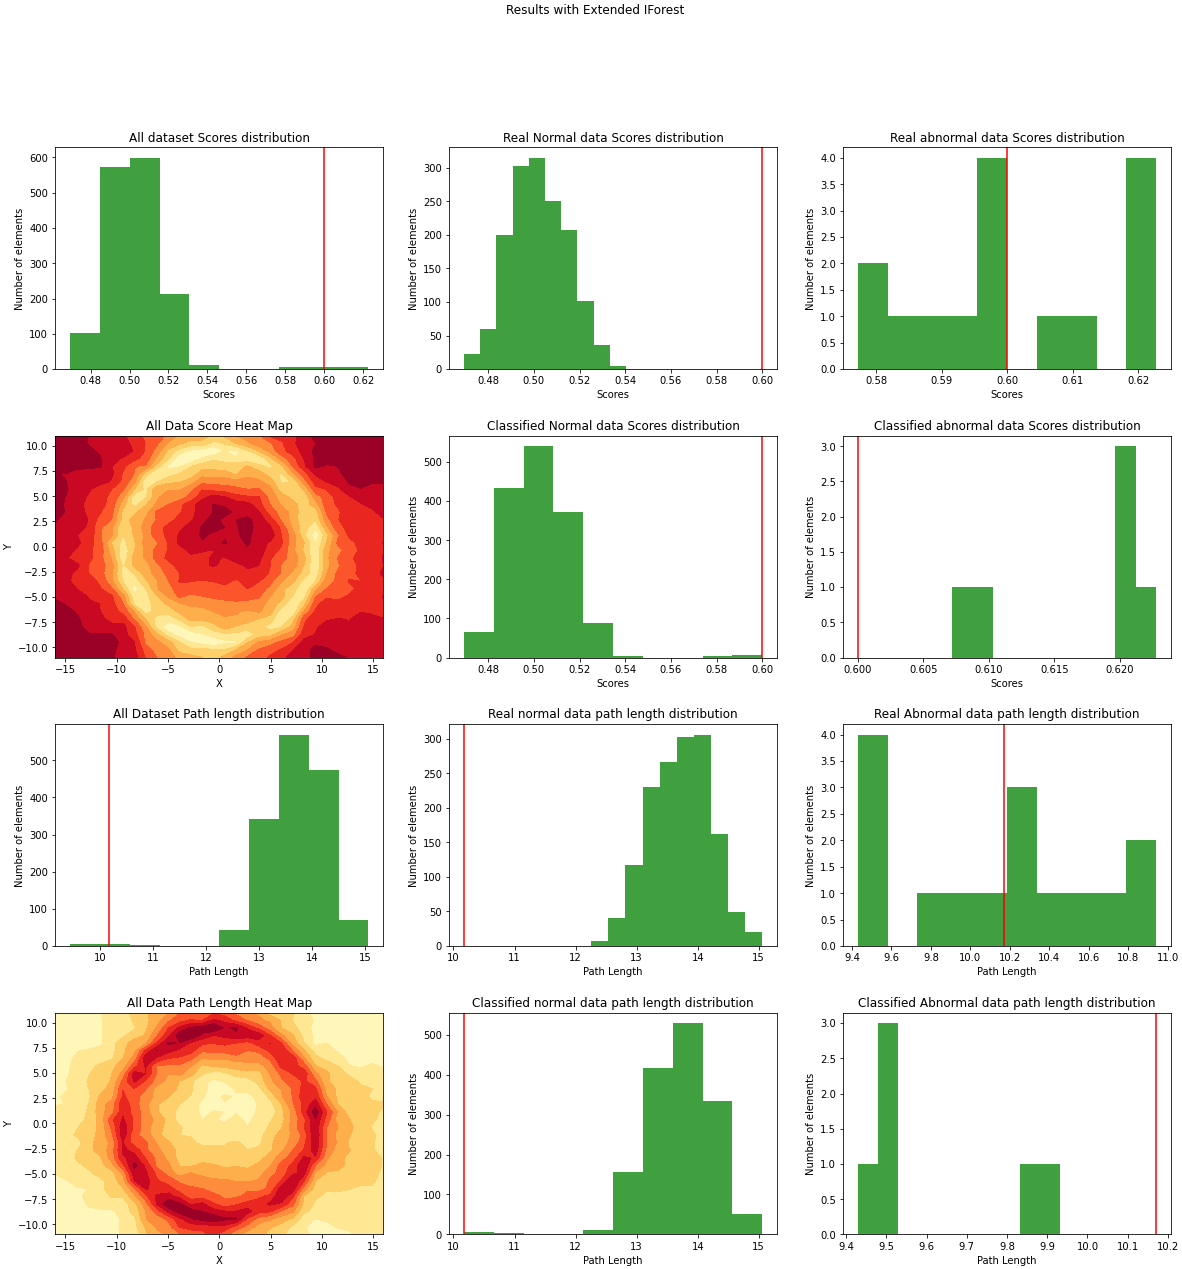 Results with Extended IForest
All dataset Scores distribution
Number of elements
600
500
400
300
200
100
0
0.48 0.50 0.52 0.54 0.56 0.58 0.60 0.62
Scores
Real Normal data Scores distribution
Number of elements
300
250
200
150
100
50
0
0.48 0.50 0.52 0.54 0.56 0.58 0.60
Scores
Real abnormal data Scores distribution
Number of elements
4.0
3.5
3.0
2.5
2.0
1.5
1.0
0.5
0.0
0.58 0.59 0.60 0.61 0.62
Scores
All Data Score Heat Map
Y
10.0
7.5
5.0
2.5
0.0
−2.5
−5.0
−7.5
−10.0
−15 −10 −5 0 5 10 15
X
Classified Normal data Scores distribution
Number of elements
500
400
300
200
100
0
0.48 0.50 0.52 0.54 0.56 0.58 0.60
Scores
Classified abnormal data Scores distribution
Number of elements
3.0
2.5
2.0
1.5
1.0
0.5
0.0
0.600 0.605 0.610 0.615 0.620
Scores
All Dataset Path length distribution
Number of elements
500
400
300
200
100
0
10 11 12 13 14 15
Path Length
Real normal data path length distribution
Number of elements
300
250
200
150
100
50
0
10 11 12 13 14 15
Path Length
Real Abnormal data path length distribution
Number of elements
4.0
3.5
3.0
2.5
2.0
1.5
1.0
0.5
0.0
9.4 9.6 9.8 10.0 10.2 10.4 10.6 10.8 11.0
Path Length
All Data Path Length Heat Map
Y
10.0
7.5
5.0
2.5
0.0
−2.5
−5.0
−7.5
−10.0
−15 −10 −5 0 5 10 15
X
Classified normal data path length distribution
Number of elements
500
400
300
200
100
0
10 11 12 13 14 15
Path Length
Classified Abnormal data path length distribution
Number of elements
3.0
2.5
2.0
1.5
1.0
0.5
0.0
9.4 9.5 9.6 9.7 9.8 9.9 10.0 10.1 10.2
Path Length